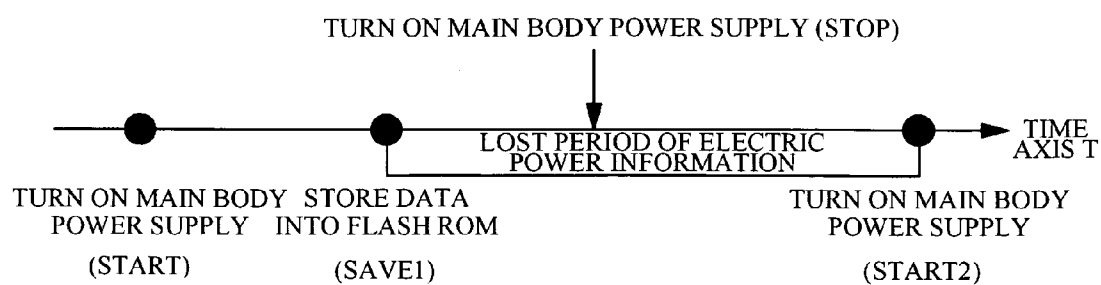 TURN ON MAIN BODY POWER SUPPLY (STOP)
LOST PERIOD OF ELECTRIC
POWER INFORMATION
TIME
AXIS T
TURN ON MAIN BODY
POWER SUPPLY
(START)
STORE DATA
INTO FLASH ROM
(SAVE1)
TURN ON MAIN BODY
POWER SUPPLY
(START2)